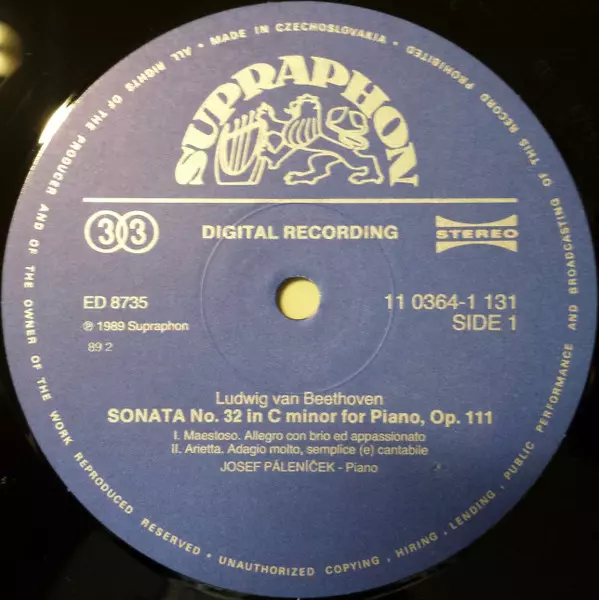 ALL RIGHTS OF THE PRODUCER AND OF THE OWNER OF THE WORK REPRODUCED RESERVED • UNAUTHORIZED COPYING, HIRING, LENDING, PUBLIC PERFORMANCE AND BROADCASTING OF THIS RECORD PROHIBITED • MADE IN CZECHOSLOVAKIA •
SUPRAPHON
33 DIGITAL RECORDING STEREO
ED 8735 11 0364-1 131
℗ 1989 Supraphon SIDE 1
89 2
Ludwig van Beethoven
SONATA No. 32 in C minor for Piano, Op. 111
I. Maestoso. Allegro con brio ed appassionato
II. Arietta. Adagio molto, semplice (e) cantabile
JOSEF PÁLENÍČEK - Piano